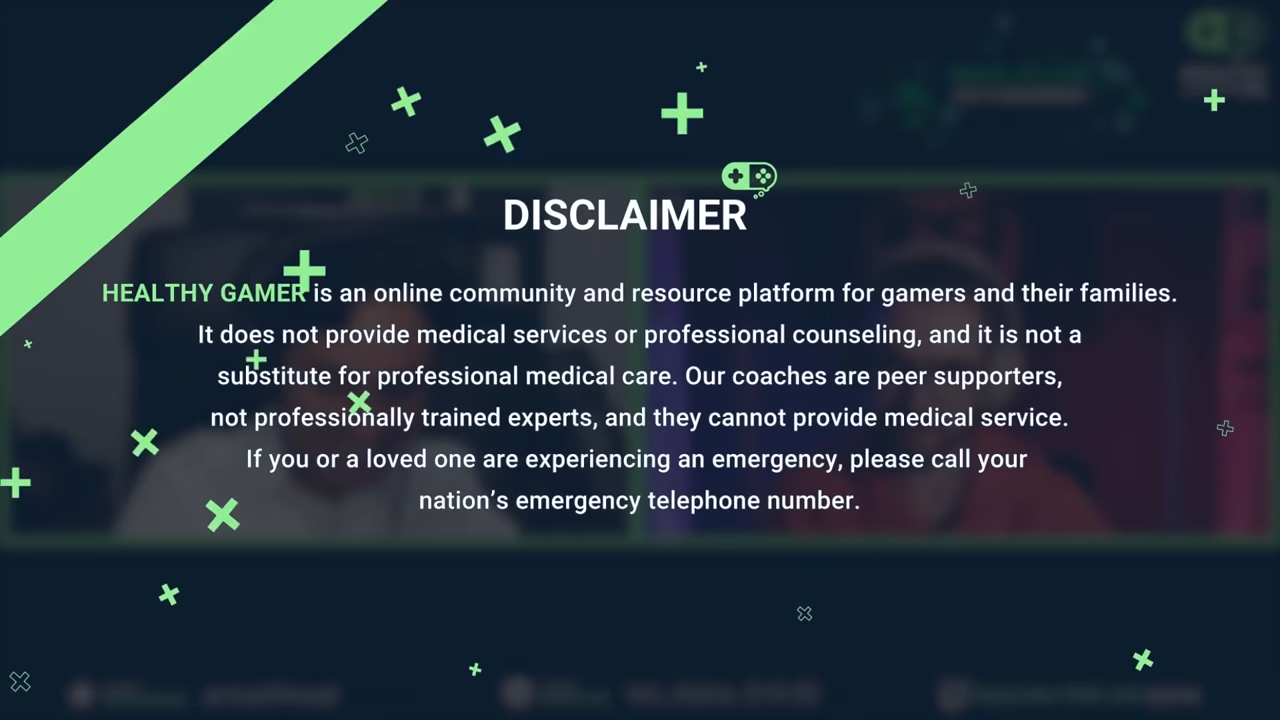 DISCLAIMER
HEALTHY GAMER is an online community and resource platform for gamers and their families.
It does not provide medical services or professional counseling, and it is not a
substitute for professional medical care. Our coaches are peer supporters,
not professionally trained experts, and they cannot provide medical service.
If you or a loved one are experiencing an emergency, please call your
nation’s emergency telephone number.